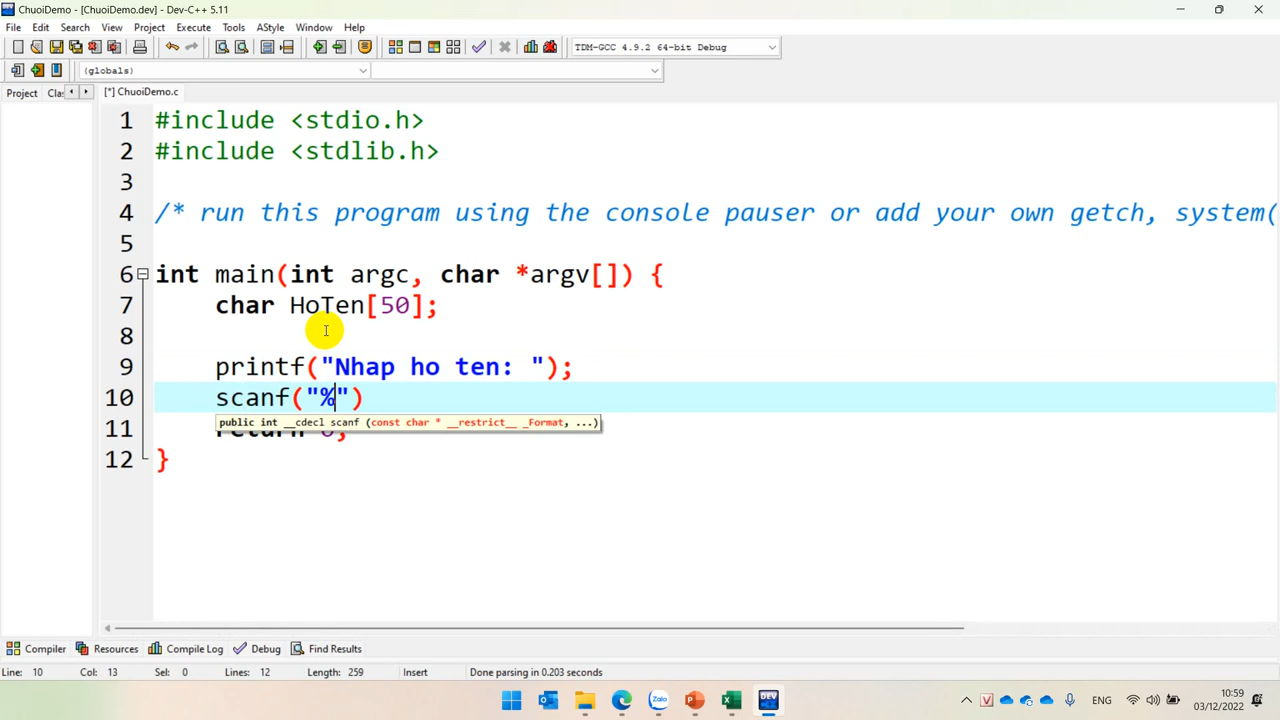 ChuoiDemo - [ChuoiDemo.dev] - Dev-C++ 5.11
File Edit Search View Project Execute Tools AStyle Window Help
TDM-GCC 4.9.2 64-bit Debug
(globals)
Project Clas [*] ChuoiDemo.c
1 #include <stdio.h>
2 #include <stdlib.h>
3
4 /* run this program using the console pauser or add your own getch, system(
5
6 int main(int argc, char *argv[]) {
7 char HoTen[50];
8
9 printf("Nhap ho ten: ");
10 scanf("%")
public int __cdecl scanf (const char * __restrict__ _Format, ...)
11 return 0;
12 }
Compiler Resources Compile Log Debug Find Results
Line: 10 Col: 13 Sel: 0 Lines: 12 Length: 259 Insert Done parsing in 0.203 seconds
Zalo DEV ENG 10:59
03/12/2022